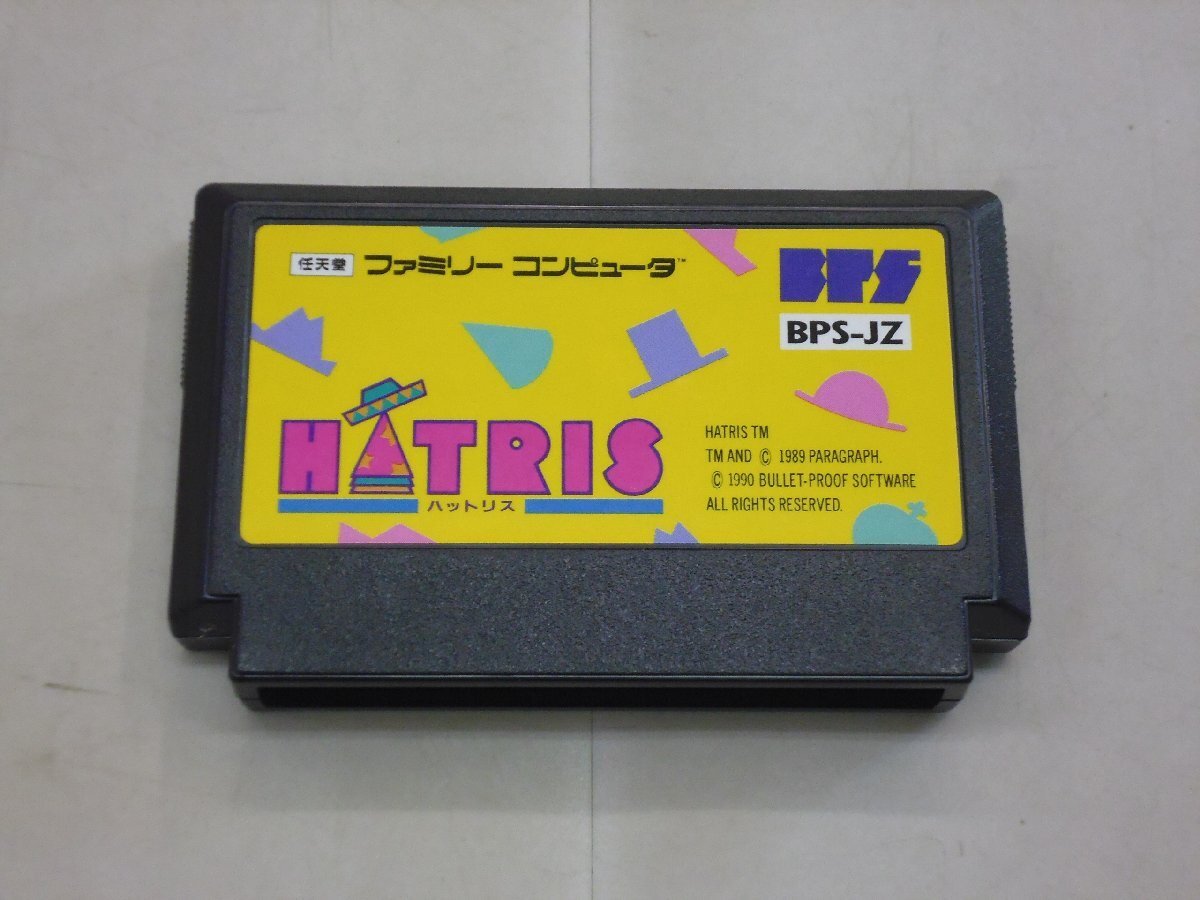 任天堂 ファミリー コンピュータ™
BPS
BPS-JZ
HATRIS
ハットリス
HATRIS TM
TM AND © 1989 PARAGRAPH.
© 1990 BULLET-PROOF SOFTWARE
ALL RIGHTS RESERVED.